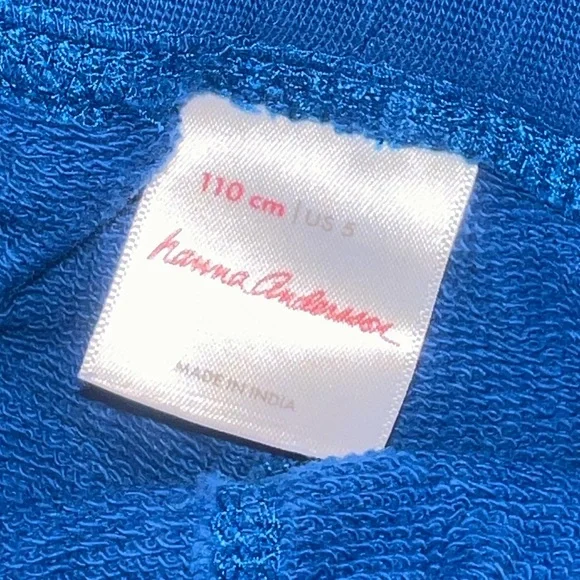 110 cm | US 5
hanna Andersson
MADE IN INDIA